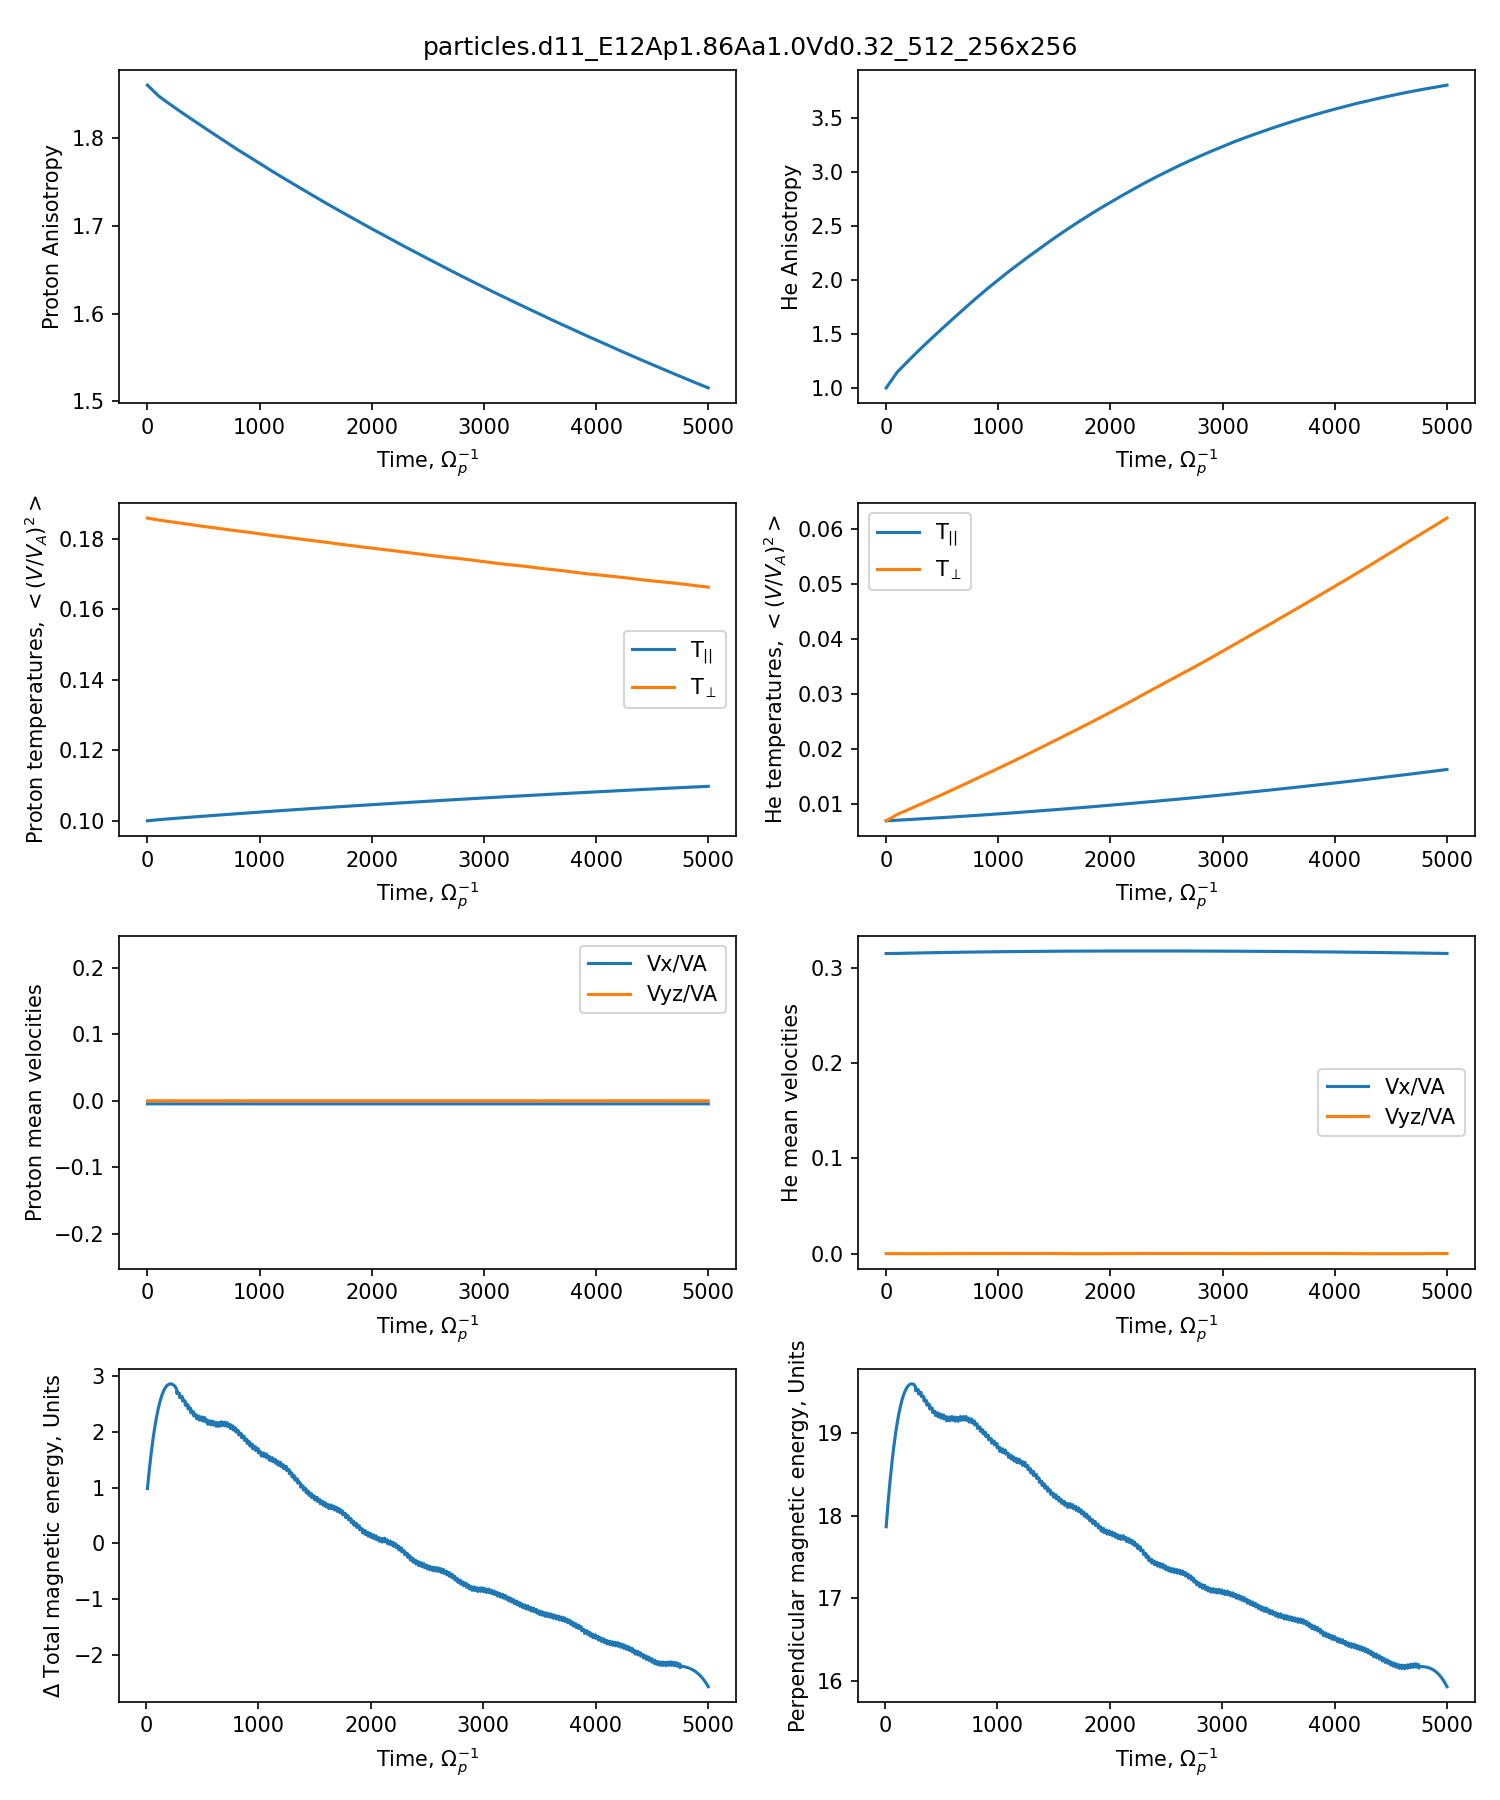 particles.d11_E12Ap1.86Aa1.0Vd0.32_512_256x256
Proton Anisotropy
1.8
1.7
1.6
1.5
0 1000 2000 3000 4000 5000
Time, Ω_p^{-1}
He Anisotropy
3.5
3.0
2.5
2.0
1.5
1.0
0 1000 2000 3000 4000 5000
Time, Ω_p^{-1}
Proton temperatures, < (V/V_A)^2 >
0.18
0.16
0.14
0.12
0.10
T_{||}
T_⊥
0 1000 2000 3000 4000 5000
Time, Ω_p^{-1}
He temperatures, < (V/V_A)^2 >
0.06
0.05
0.04
0.03
0.02
0.01
T_{||}
T_⊥
0 1000 2000 3000 4000 5000
Time, Ω_p^{-1}
Proton mean velocities
0.2
0.1
0.0
−0.1
−0.2
Vx/VA
Vyz/VA
0 1000 2000 3000 4000 5000
Time, Ω_p^{-1}
He mean velocities
0.3
0.2
0.1
0.0
Vx/VA
Vyz/VA
0 1000 2000 3000 4000 5000
Time, Ω_p^{-1}
Δ Total magnetic energy, Units
3
2
1
0
−1
−2
0 1000 2000 3000 4000 5000
Time, Ω_p^{-1}
Perpendicular magnetic energy, Units
19
18
17
16
0 1000 2000 3000 4000 5000
Time, Ω_p^{-1}